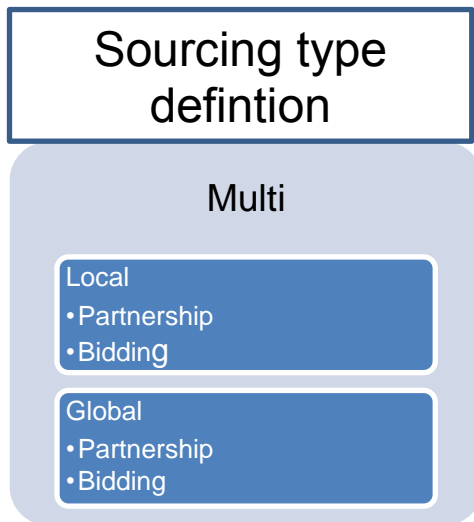 Sourcing type
defintion
Multi
Local
•Partnership
•Bidding
Global
•Partnership
•Bidding